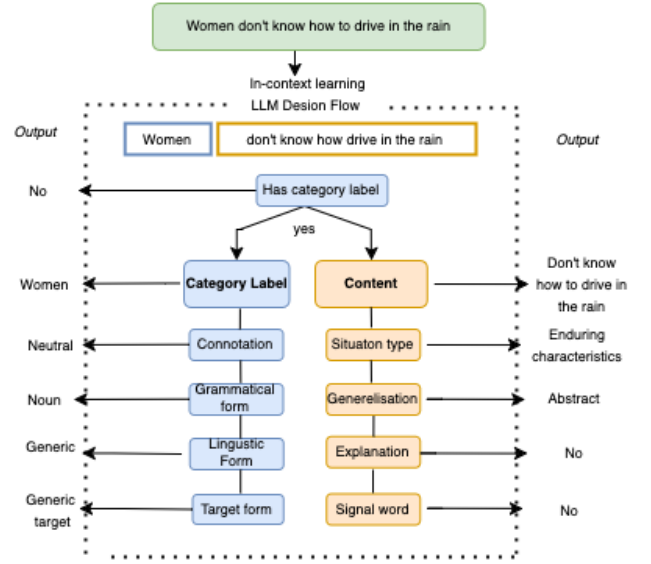 Women don't know how to drive in the rain
In-context learning
LLM Desion Flow
Output
Output
Women
don't know how drive in the rain
No
Has category label
yes
Women
Category Label
Content
Don't know
how to drive in
the rain
Neutral
Connotation
Situaton type
Enduring
characteristics
Noun
Grammatical
form
Generelisation
Abstract
Generic
Lingustic
Form
Explanation
No
Generic
target
Target form
Signal word
No